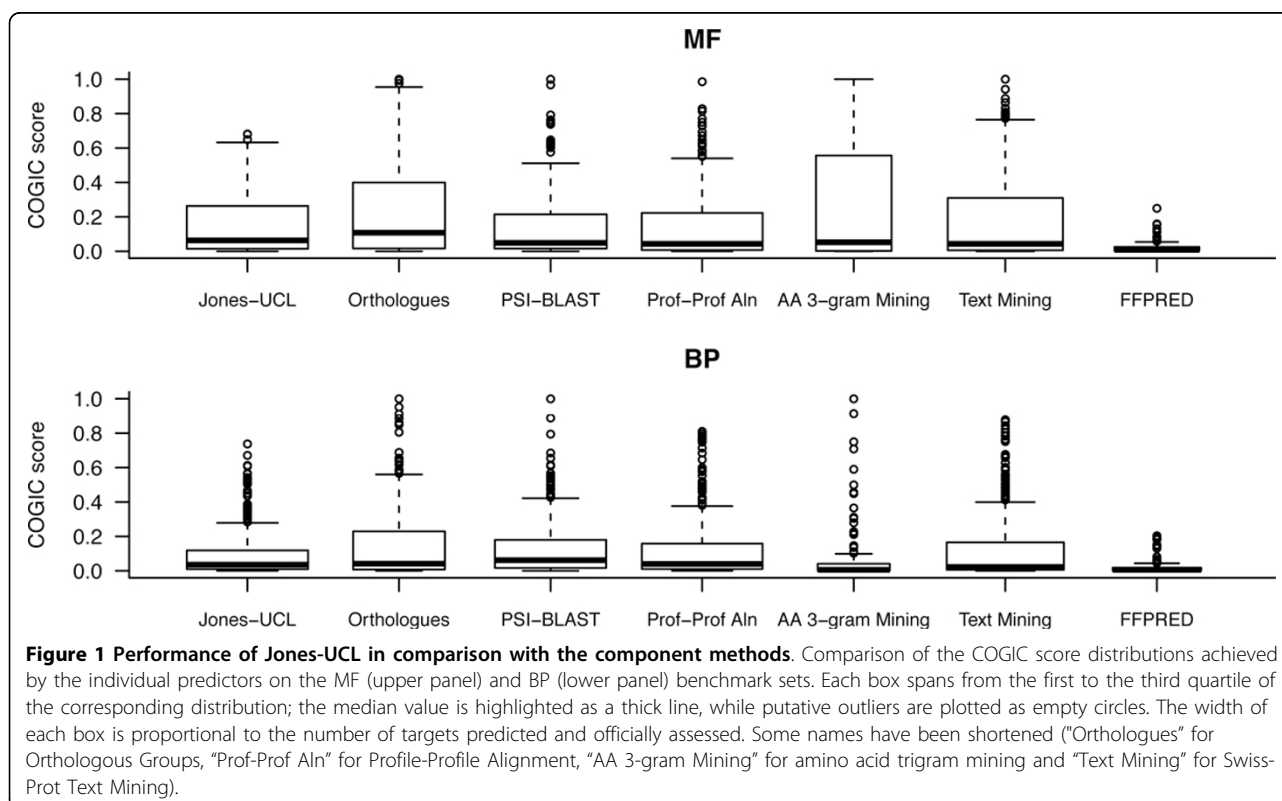 MF
COGIC score
1.0
0.8
0.6
0.4
0.2
0.0
Jones-UCL Orthologues PSI-BLAST Prof-Prof Aln AA 3-gram Mining Text Mining FFPRED
BP
COGIC score
1.0
0.8
0.6
0.4
0.2
0.0
Jones-UCL Orthologues PSI-BLAST Prof-Prof Aln AA 3-gram Mining Text Mining FFPRED
Figure 1 Performance of Jones-UCL in comparison with the component methods. Comparison of the COGIC score distributions achieved
by the individual predictors on the MF (upper panel) and BP (lower panel) benchmark sets. Each box spans from the first to the third quartile of
the corresponding distribution; the median value is highlighted as a thick line, while putative outliers are plotted as empty circles. The width of
each box is proportional to the number of targets predicted and officially assessed. Some names have been shortened ("Orthologues" for
Orthologous Groups, "Prof-Prof Aln" for Profile-Profile Alignment, "AA 3-gram Mining" for amino acid trigram mining and "Text Mining" for Swiss-
Prot Text Mining).